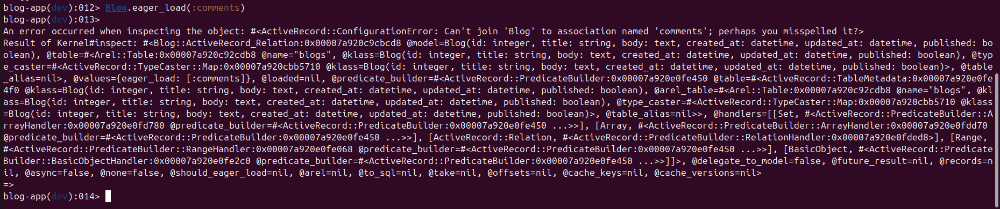 blog-app(dev):012> Blog.eager_load(:comments)
blog-app(dev):013>
An error occurred when inspecting the object: #<ActiveRecord::ConfigurationError: Can't join 'Blog' to association named 'comments'; perhaps you misspelled it?>
Result of Kernel#inspect: #<Blog::ActiveRecord_Relation:0x00007a920c9cbcd8 @model=Blog(id: integer, title: string, body: text, created_at: datetime, updated_at: datetime, published: bo
olean), @table=#<Arel::Table:0x00007a920c92cdb8 @name="blogs", @klass=Blog(id: integer, title: string, body: text, created_at: datetime, updated_at: datetime, published: boolean), @typ
e_caster=#<ActiveRecord::TypeCaster::Map:0x00007a920cbb5710 @klass=Blog(id: integer, title: string, body: text, created_at: datetime, updated_at: datetime, published: boolean)>, @table
_alias=nil>, @values={eager_load: [:comments]}, @loaded=nil, @predicate_builder=#<ActiveRecord::PredicateBuilder:0x00007a920e0fe450 @table=#<ActiveRecord::TableMetadata:0x00007a920e0fe
4f0 @klass=Blog(id: integer, title: string, body: text, created_at: datetime, updated_at: datetime, published: boolean), @arel_table=#<Arel::Table:0x00007a920c92cdb8 @name="blogs", @kl
ass=Blog(id: integer, title: string, body: text, created_at: datetime, updated_at: datetime, published: boolean), @type_caster=#<ActiveRecord::TypeCaster::Map:0x00007a920cbb5710 @klass
=Blog(id: integer, title: string, body: text, created_at: datetime, updated_at: datetime, published: boolean)>, @table_alias=nil>>, @handlers=[[Set, #<ActiveRecord::PredicateBuilder::A
rrayHandler:0x00007a920e0fd780 @predicate_builder=#<ActiveRecord::PredicateBuilder:0x00007a920e0fe450 ...>>], [Array, #<ActiveRecord::PredicateBuilder::ArrayHandler:0x00007a920e0fdd70
@predicate_builder=#<ActiveRecord::PredicateBuilder:0x00007a920e0fe450 ...>>], [ActiveRecord::Relation, #<ActiveRecord::PredicateBuilder::RelationHandler:0x00007a920e0fded8>], [Range,
#<ActiveRecord::PredicateBuilder::RangeHandler:0x00007a920e0fe068 @predicate_builder=#<ActiveRecord::PredicateBuilder:0x00007a920e0fe450 ...>>], [BasicObject, #<ActiveRecord::Predicate
Builder::BasicObjectHandler:0x00007a920e0fe2c0 @predicate_builder=#<ActiveRecord::PredicateBuilder:0x00007a920e0fe450 ...>>]]>, @delegate_to_model=false, @future_result=nil, @records=n
il, @async=false, @none=false, @should_eager_load=nil, @arel=nil, @to_sql=nil, @take=nil, @offsets=nil, @cache_keys=nil, @cache_versions=nil>
=>
blog-app(dev):014>